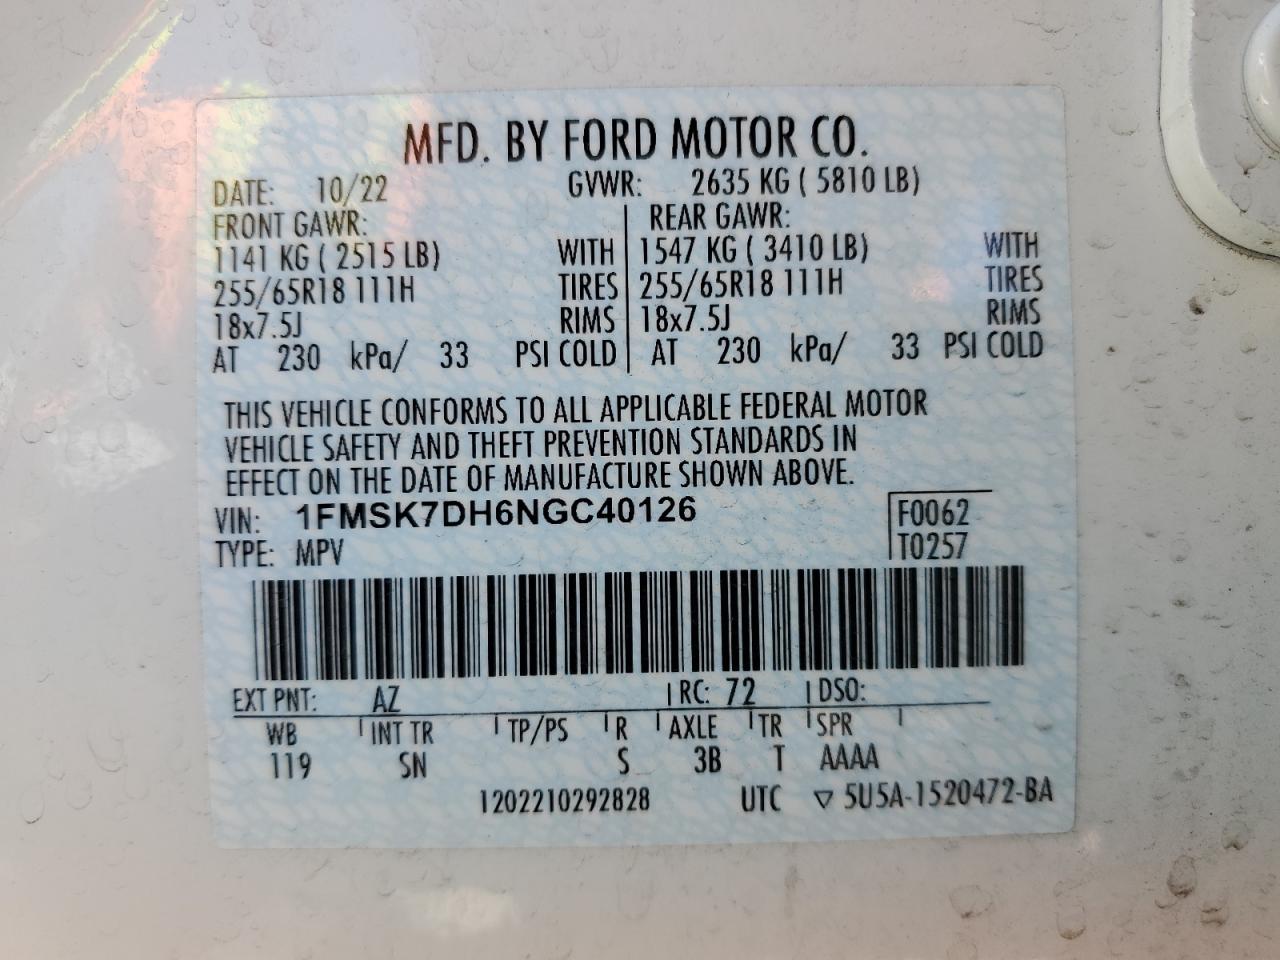 MFD. BY FORD MOTOR CO.
DATE: 10/22 GVWR: 2635 KG ( 5810 LB)
FRONT GAWR: REAR GAWR:
1141 KG ( 2515 LB) WITH 1547 KG ( 3410 LB) WITH
255/65R18 111H TIRES 255/65R18 111H TIRES
18x7.5J RIMS 18x7.5J RIMS
AT 230 kPa/ 33 PSI COLD AT 230 kPa/ 33 PSI COLD
THIS VEHICLE CONFORMS TO ALL APPLICABLE FEDERAL MOTOR
VEHICLE SAFETY AND THEFT PREVENTION STANDARDS IN
EFFECT ON THE DATE OF MANUFACTURE SHOWN ABOVE.
VIN: 1FMSK7DH6NGC40126 F0062
TYPE: MPV T0257
EXT PNT: AZ RC: 72 DSO:
WB INT TR TP/PS R AXLE TR SPR
119 SN S 3B T AAAA
1202210292828 UTC ▽ 5U5A-1520472-BA